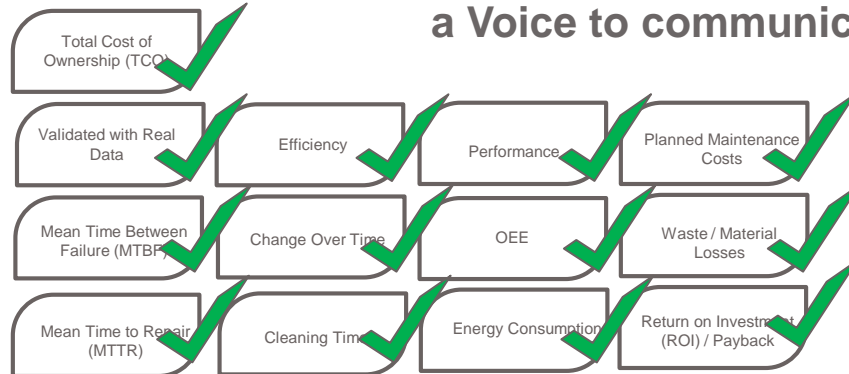 a Voice to communic
Total Cost of
Ownership (TCO)
Validated with Real
Data
Efficiency
Performance
Planned Maintenance
Costs
Mean Time Between
Failure (MTBF)
Change Over Time
OEE
Waste / Material
Losses
Mean Time to Repair
(MTTR)
Cleaning Time
Energy Consumption
Return on Investment
(ROI) / Payback